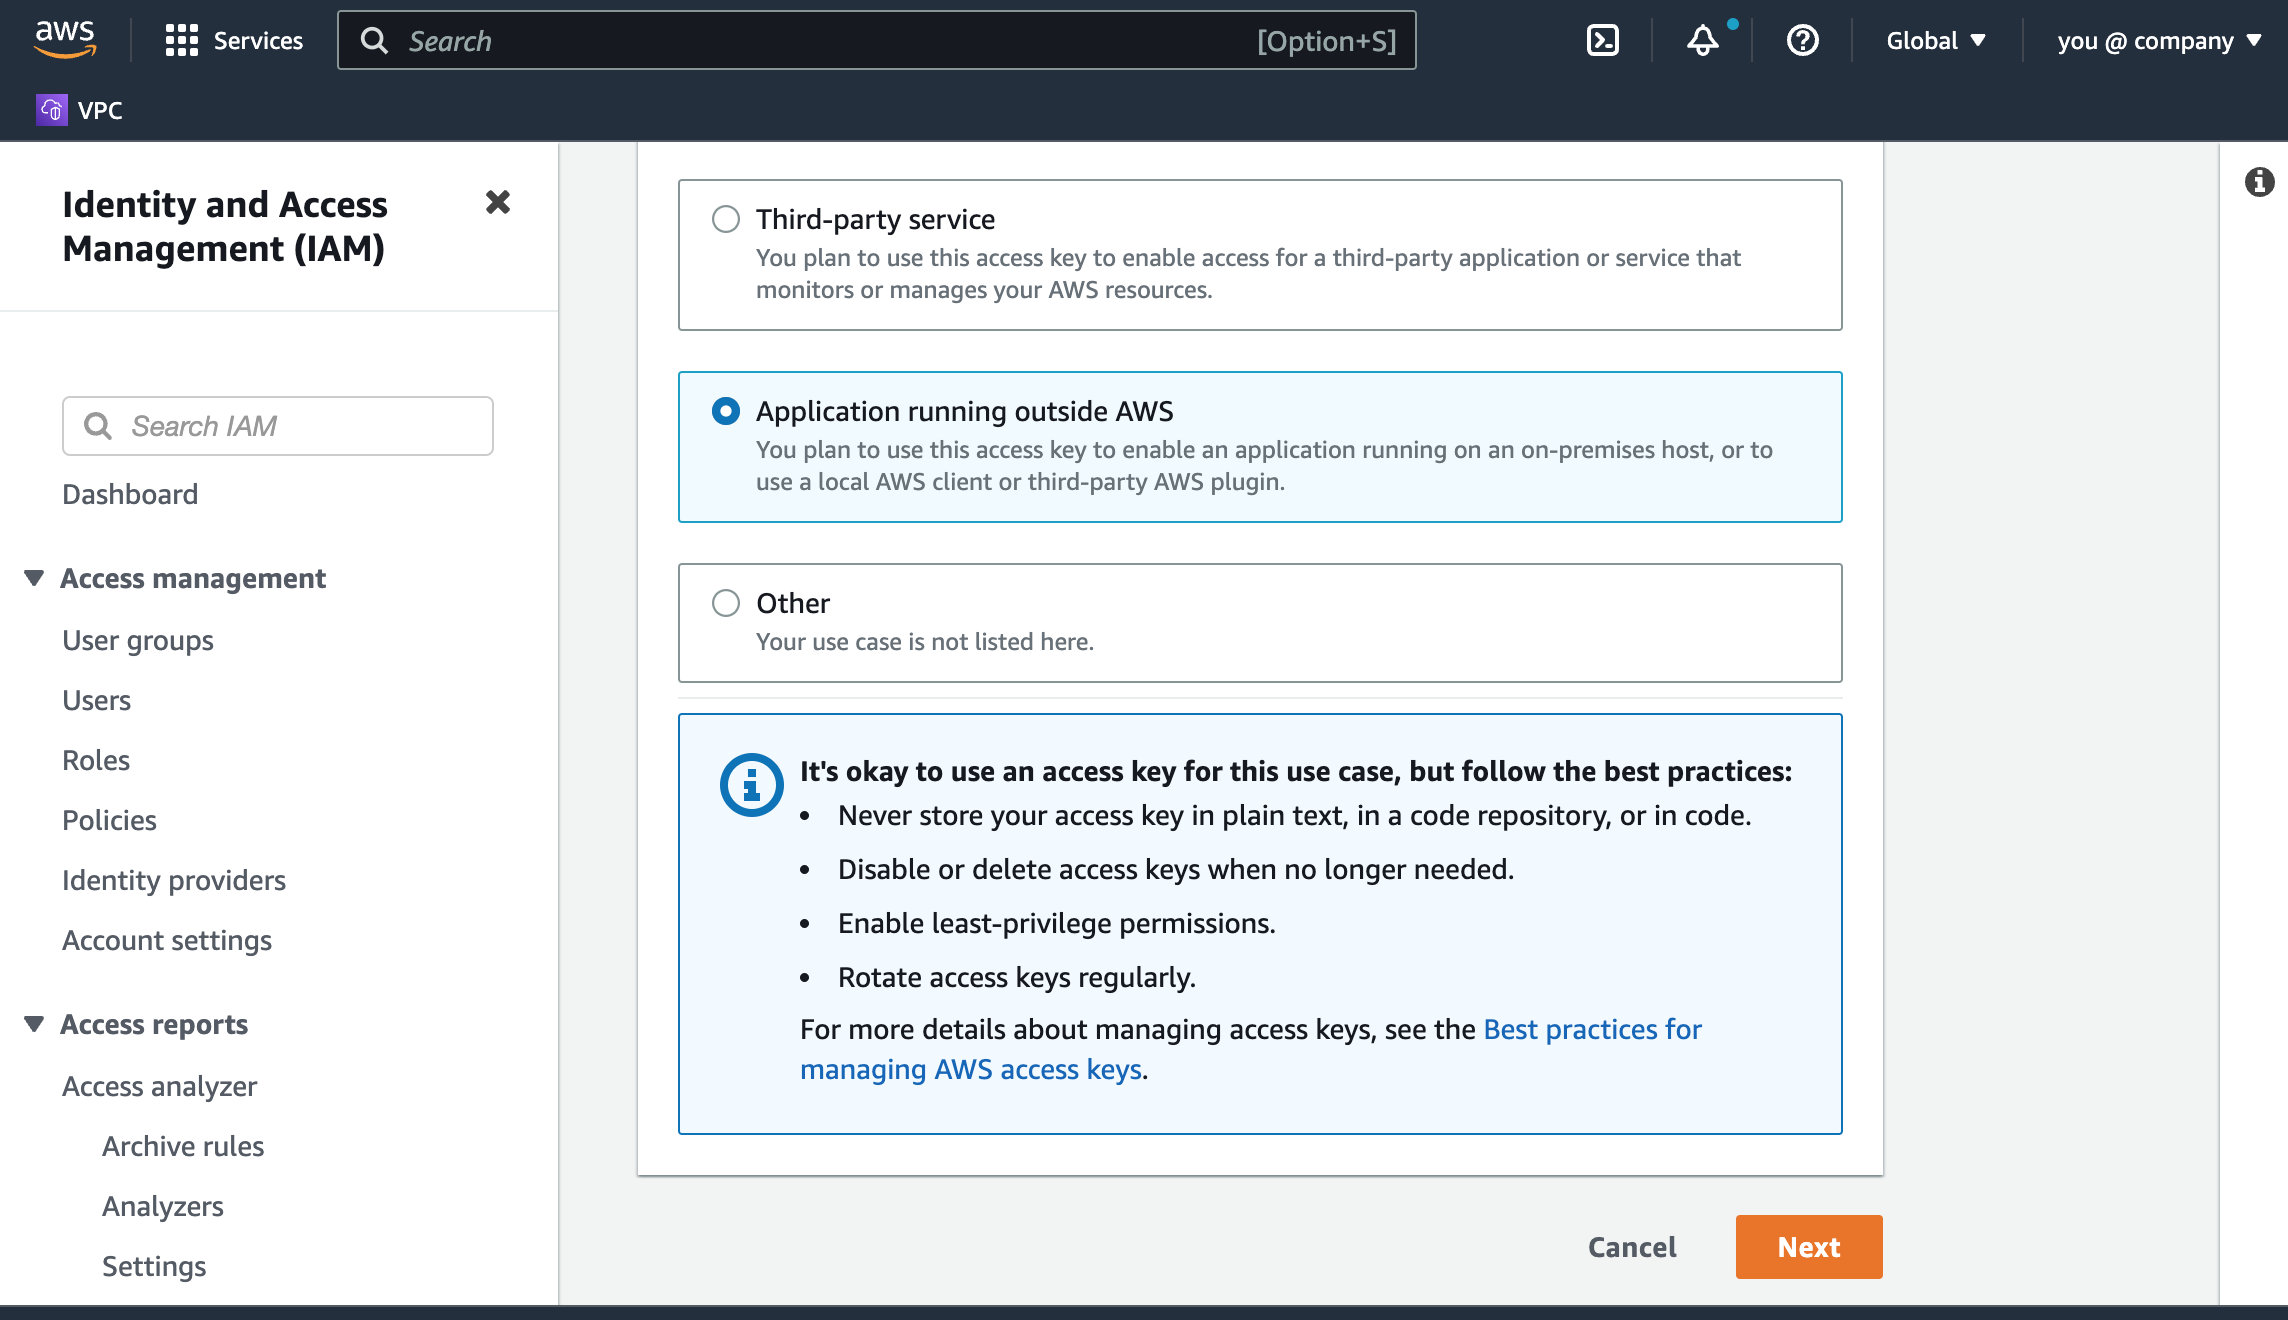 aws
Services
Search
[Option+S]
Global
you @ company
VPC
Identity and Access
Management (IAM)
Search IAM
Dashboard
Access management
User groups
Users
Roles
Policies
Identity providers
Account settings
Access reports
Access analyzer
Archive rules
Analyzers
Settings
Third-party service
You plan to use this access key to enable access for a third-party application or service that
monitors or manages your AWS resources.
Application running outside AWS
You plan to use this access key to enable an application running on an on-premises host, or to
use a local AWS client or third-party AWS plugin.
Other
Your use case is not listed here.
It's okay to use an access key for this use case, but follow the best practices:
• Never store your access key in plain text, in a code repository, or in code.
• Disable or delete access keys when no longer needed.
• Enable least-privilege permissions.
• Rotate access keys regularly.
For more details about managing access keys, see the Best practices for
managing AWS access keys.
Cancel
Next